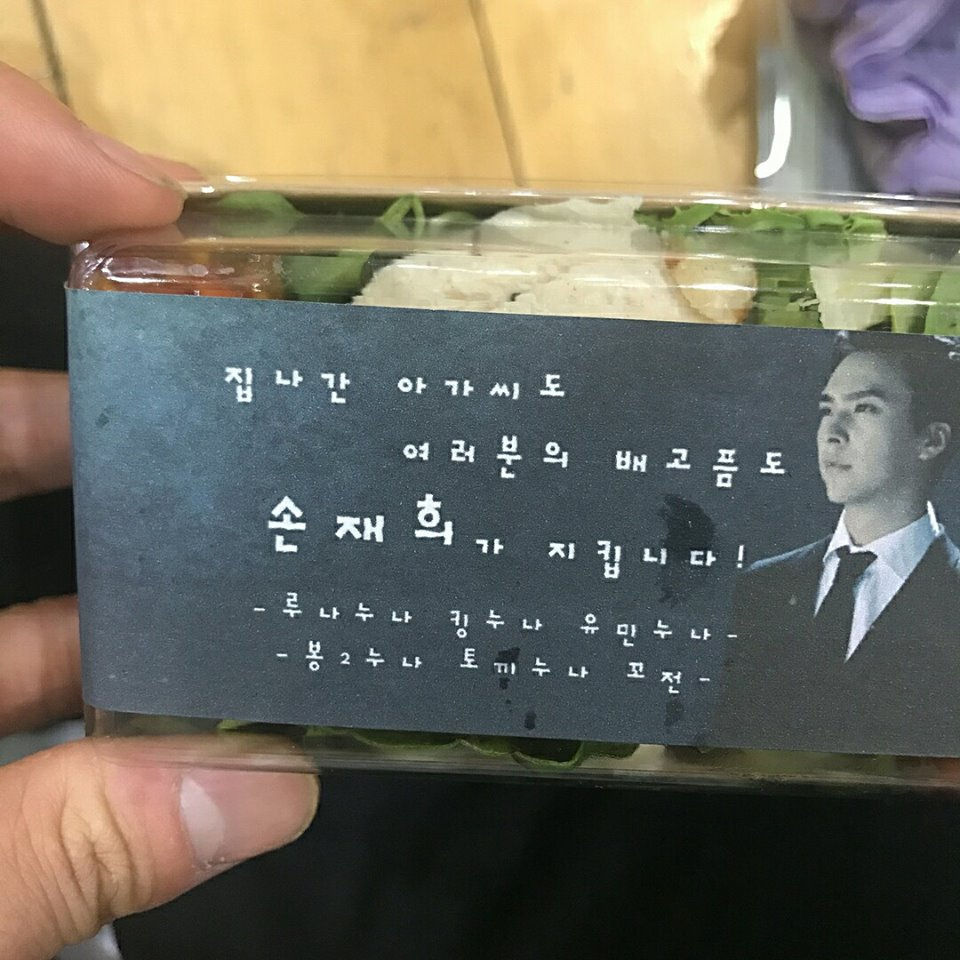 집나간 아가씨도
여러분의 배고픔도
손재희가 지킵니다!
-루나누나 킹누나 유민누나-
-봉2누나 토끼누나 꼬전-